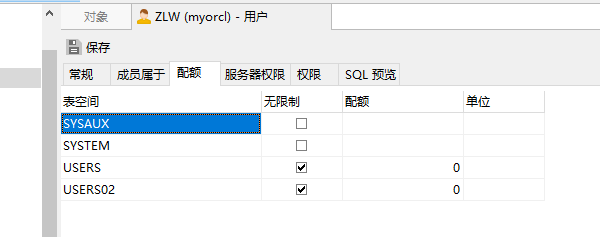 对象 ZLW (myorcl) - 用户
保存
常规 成员属于 配额 服务器权限 权限 SQL 预览
表空间 无限制 配额 单位
SYSAUX
SYSTEM
USERS 0
USERS02 0